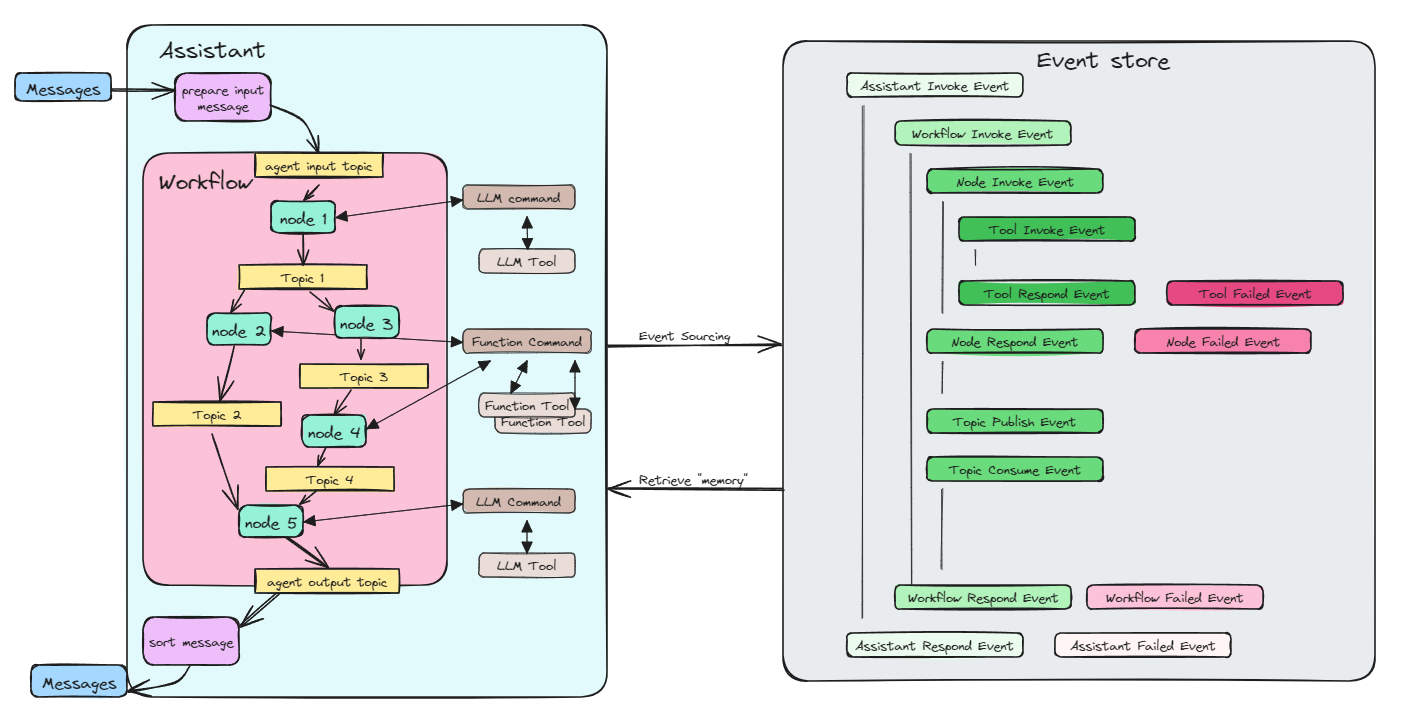 Assistant
Messages
prepare input
message
agent input topic
Workflow
node 1
LLM command
LLM Tool
Topic 1
node 2
node 3
Function Command
Topic 3
Topic 2
Function Tool
Function Tool
node 4
Topic 4
LLM Command
node 5
LLM Tool
agent output topic
sort message
Messages
Event Sourcing
Retrieve "memory"
Event store
Assistant Invoke Event
Workflow Invoke Event
Node Invoke Event
Tool Invoke Event
Tool Respond Event
Tool Failed Event
Node Respond Event
Node Failed Event
Topic Publish Event
Topic Consume Event
Workflow Respond Event
Workflow Failed Event
Assistant Respond Event
Assistant Failed Event